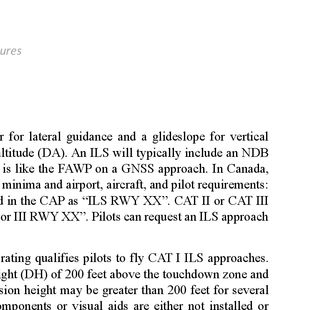 ures
r for lateral guidance and a glideslope for vertical
ltitude (DA). An ILS will typically include an NDB
is like the FAWP on a GNSS approach. In Canada,
minima and airport, aircraft, and pilot requirements:
d in the CAP as “ILS RWY XX”. CAT II or CAT III
or III RWY XX”. Pilots can request an ILS approach
rating qualifies pilots to fly CAT I ILS approaches.
ght (DH) of 200 feet above the touchdown zone and
sion height may be greater than 200 feet for several
mponents or visual aids are either not installed or